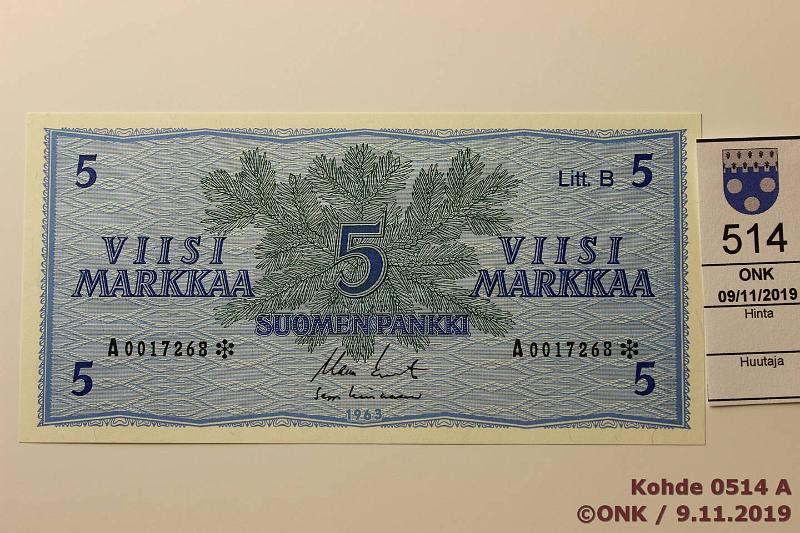 5
Litt. B 5
VIISI MARKKAA
5
VIISI MARKKAA
SUOMEN PANKKI
A0017268✻
A0017268✻
5
5
1963
514
ONK
09/11/2019
Hinta
Huutaja
Kohde 0514 A
©ONK / 9.11.2019